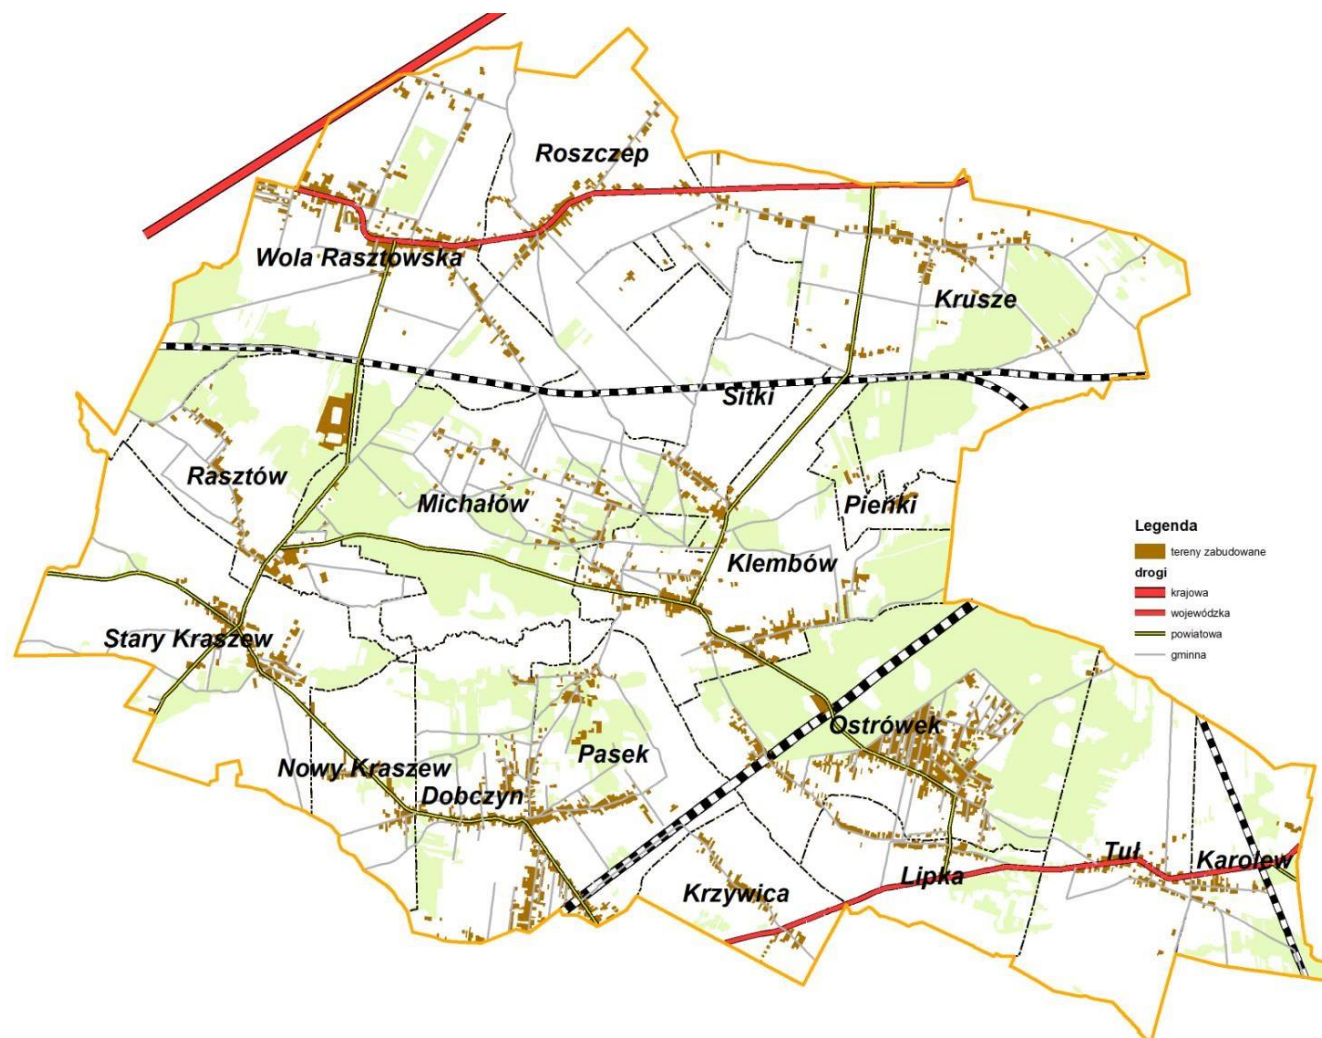 Roszczep
Wola Rasztowska
Krusze
Sitki
Rasztów
Michałów
Pieńki
Legenda
tereny zabudowane
drogi
krajowa
wojewódzka
powiatowa
gminna
Klembów
Stary Kraszew
Ostrówek
Pasek
Nowy Kraszew
Dobczyn
Tuł
Karolew
Lipka
Krzywica